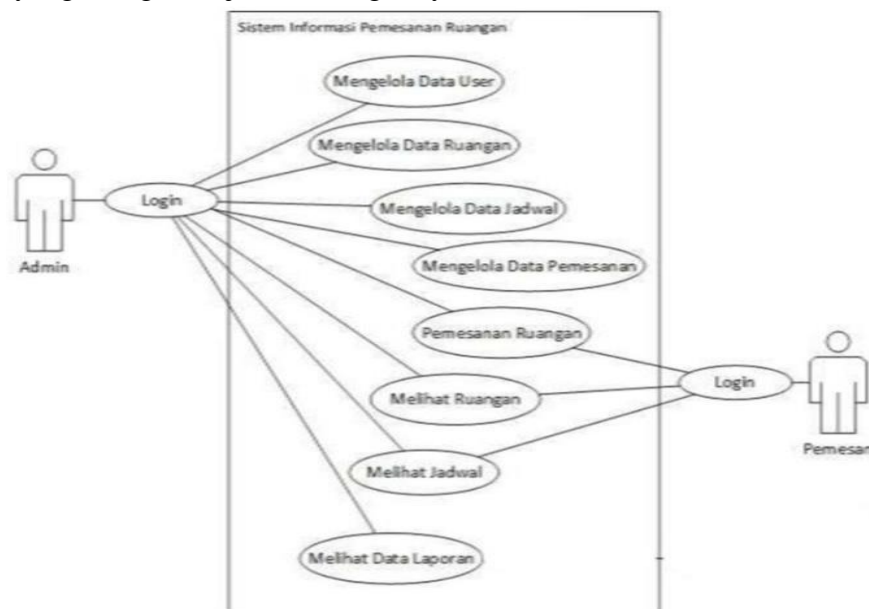 Sistem Informasi Pemesanan Ruangan
Mengelola Data User
Mengelola Data Ruangan
Login
Mengelola Data Jadwal
Admin
Mengelola Data Pemesanan
Pemesanan Ruangan
Melihat Ruangan
Login
Pemesan
Melihat Jadwal
Melihat Data Laporan